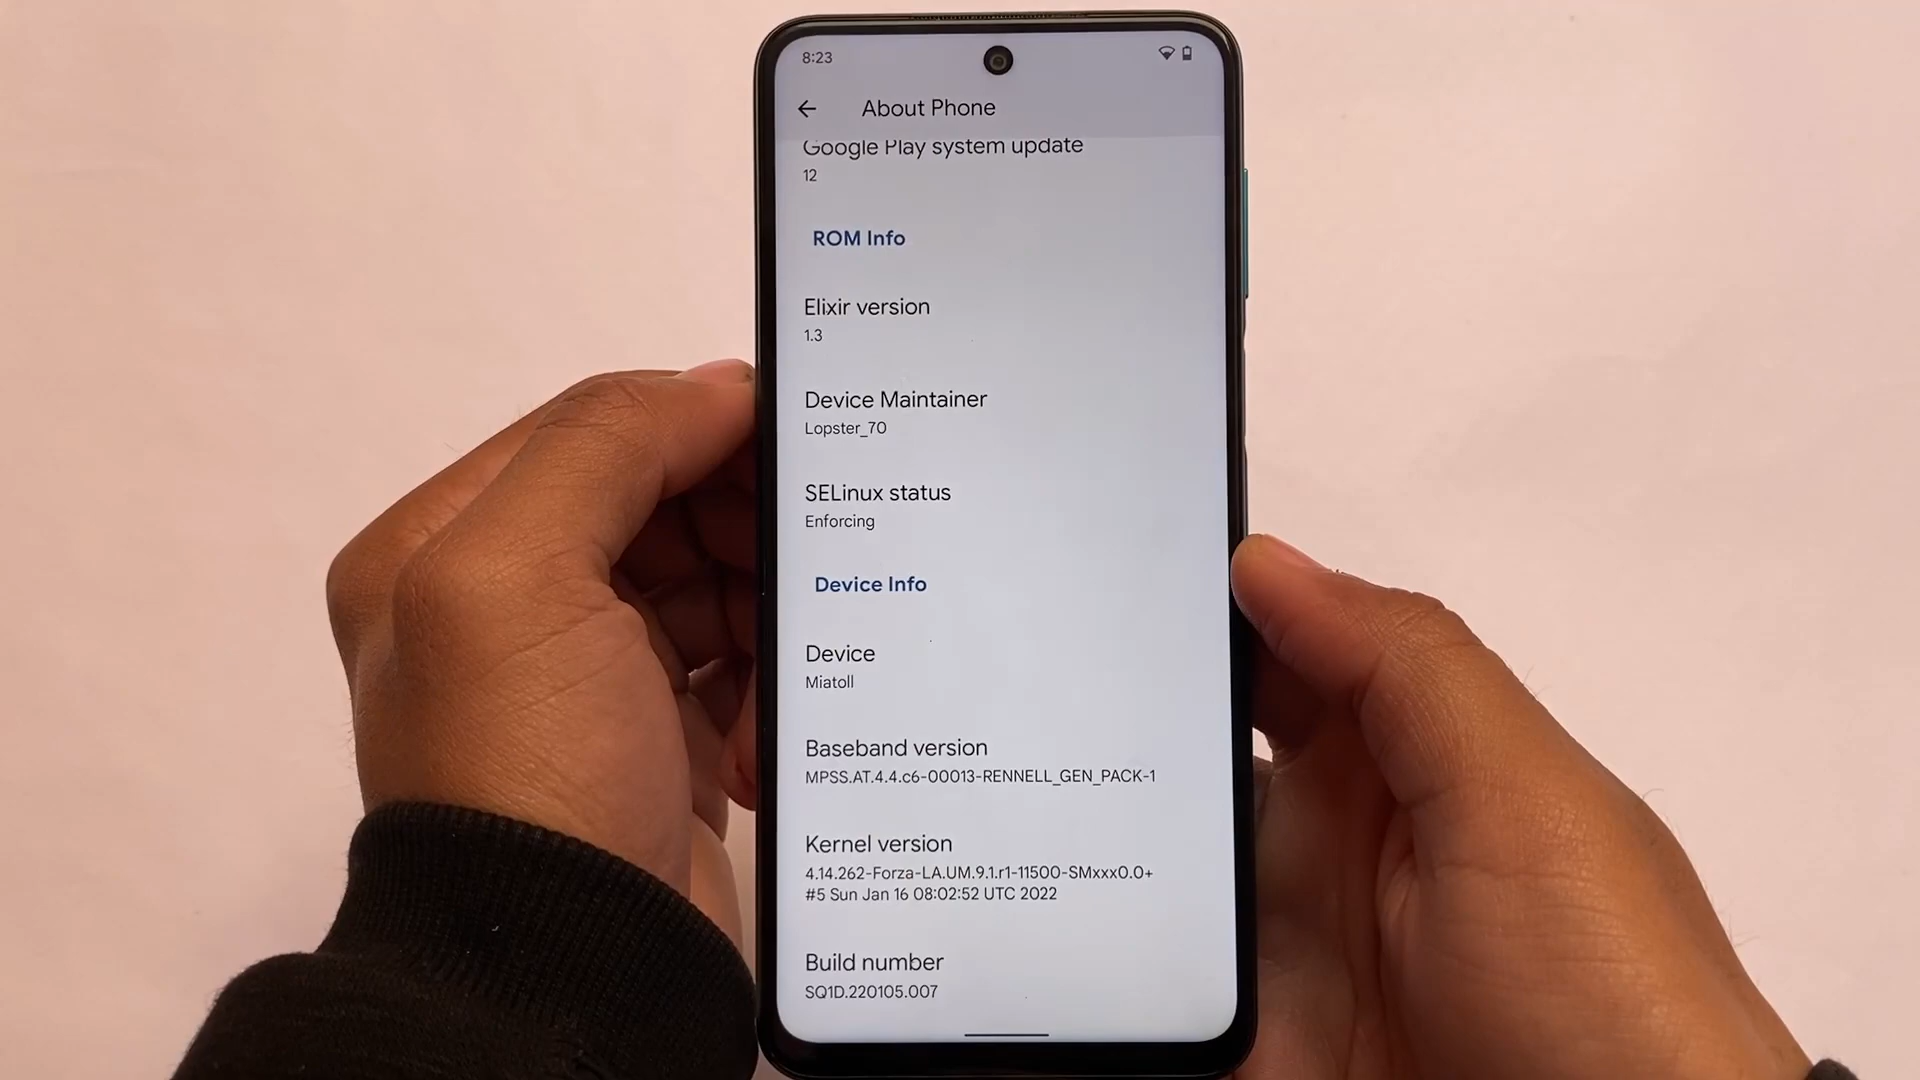 8:23
About Phone
Google Play system update
12
ROM Info
Elixir version
1.3
Device Maintainer
Lopster_70
SELinux status
Enforcing
Device Info
Device
Miatoll
Baseband version
MPSS.AT.4.4.c6-00013-RENNELL_GEN_PACK-1
Kernel version
4.14.262-Forza-LA.UM.9.1.r1-11500-SMxxx0.0+
#5 Sun Jan 16 08:02:52 UTC 2022
Build number
SQ1D.220105.007